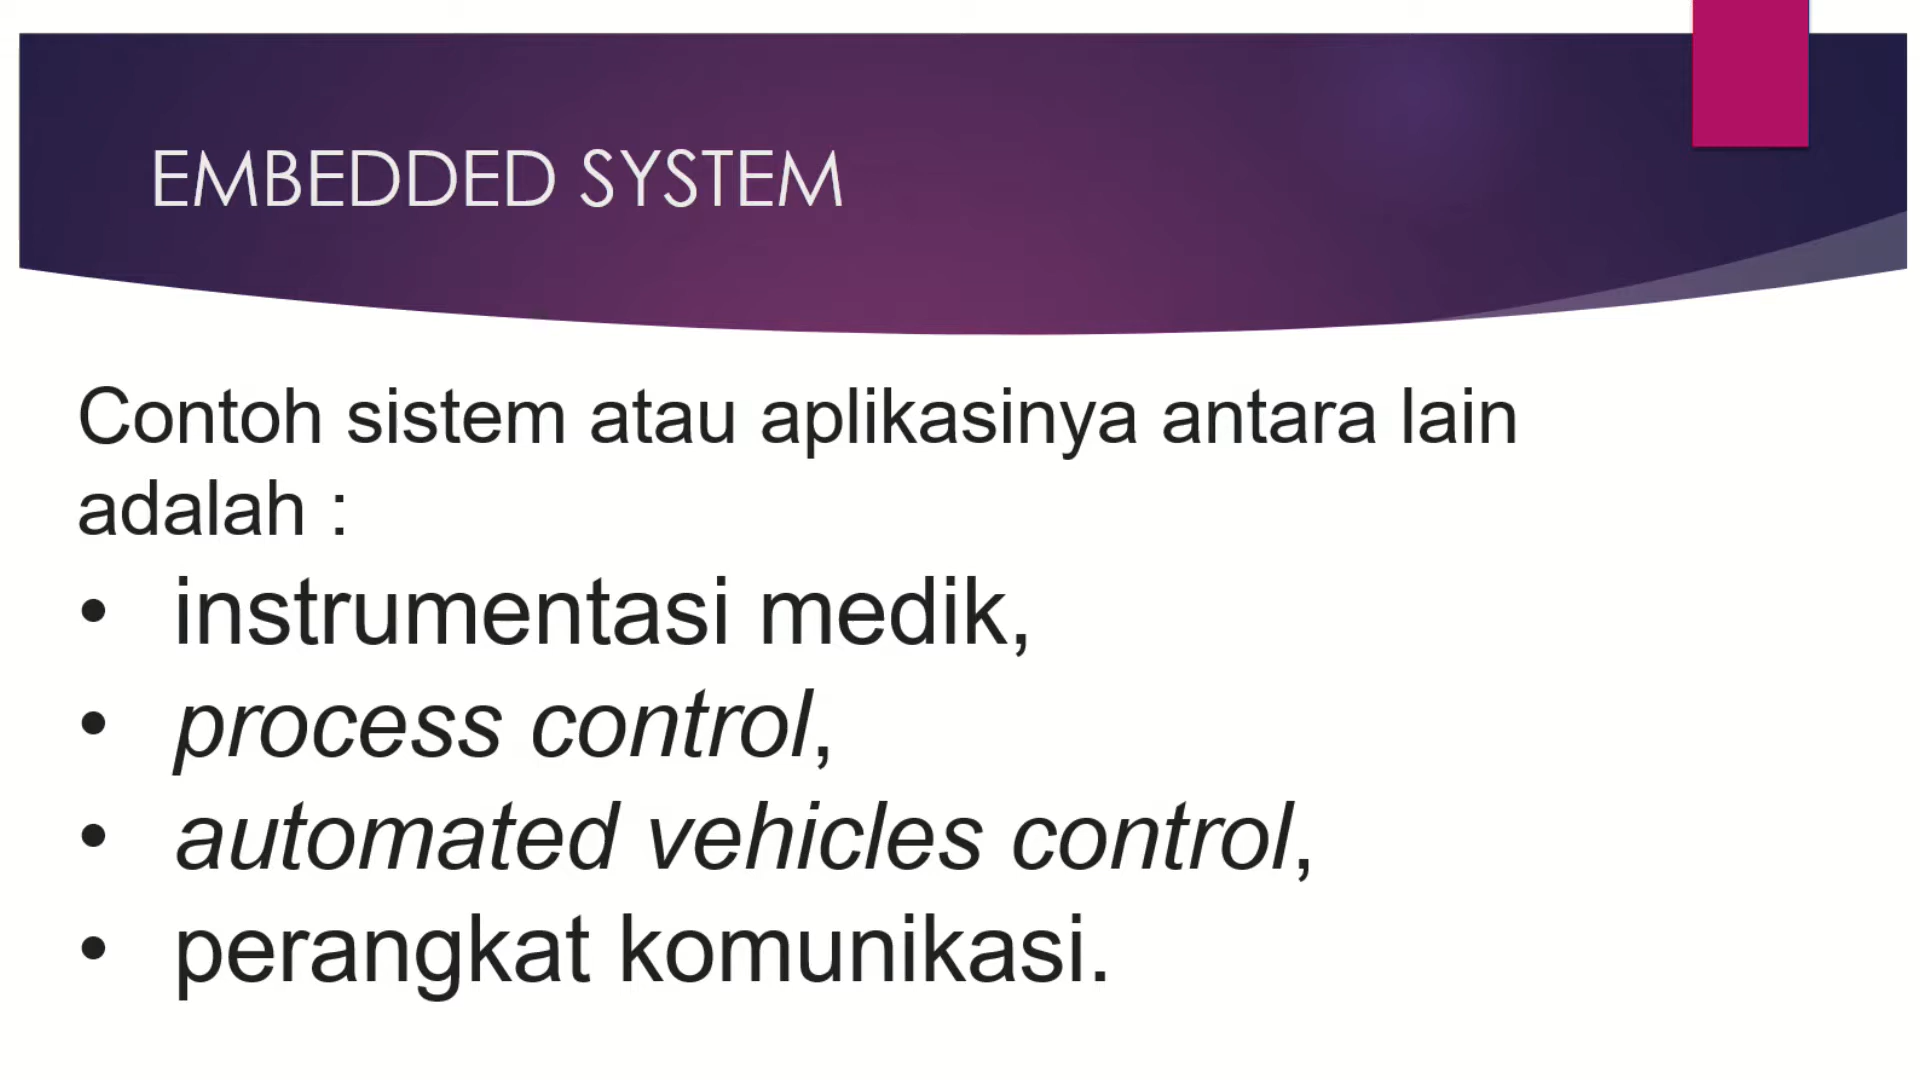 EMBEDDED SYSTEM
Contoh sistem atau aplikasinya antara lain
adalah :
• instrumentasi medik,
• process control,
• automated vehicles control,
• perangkat komunikasi.